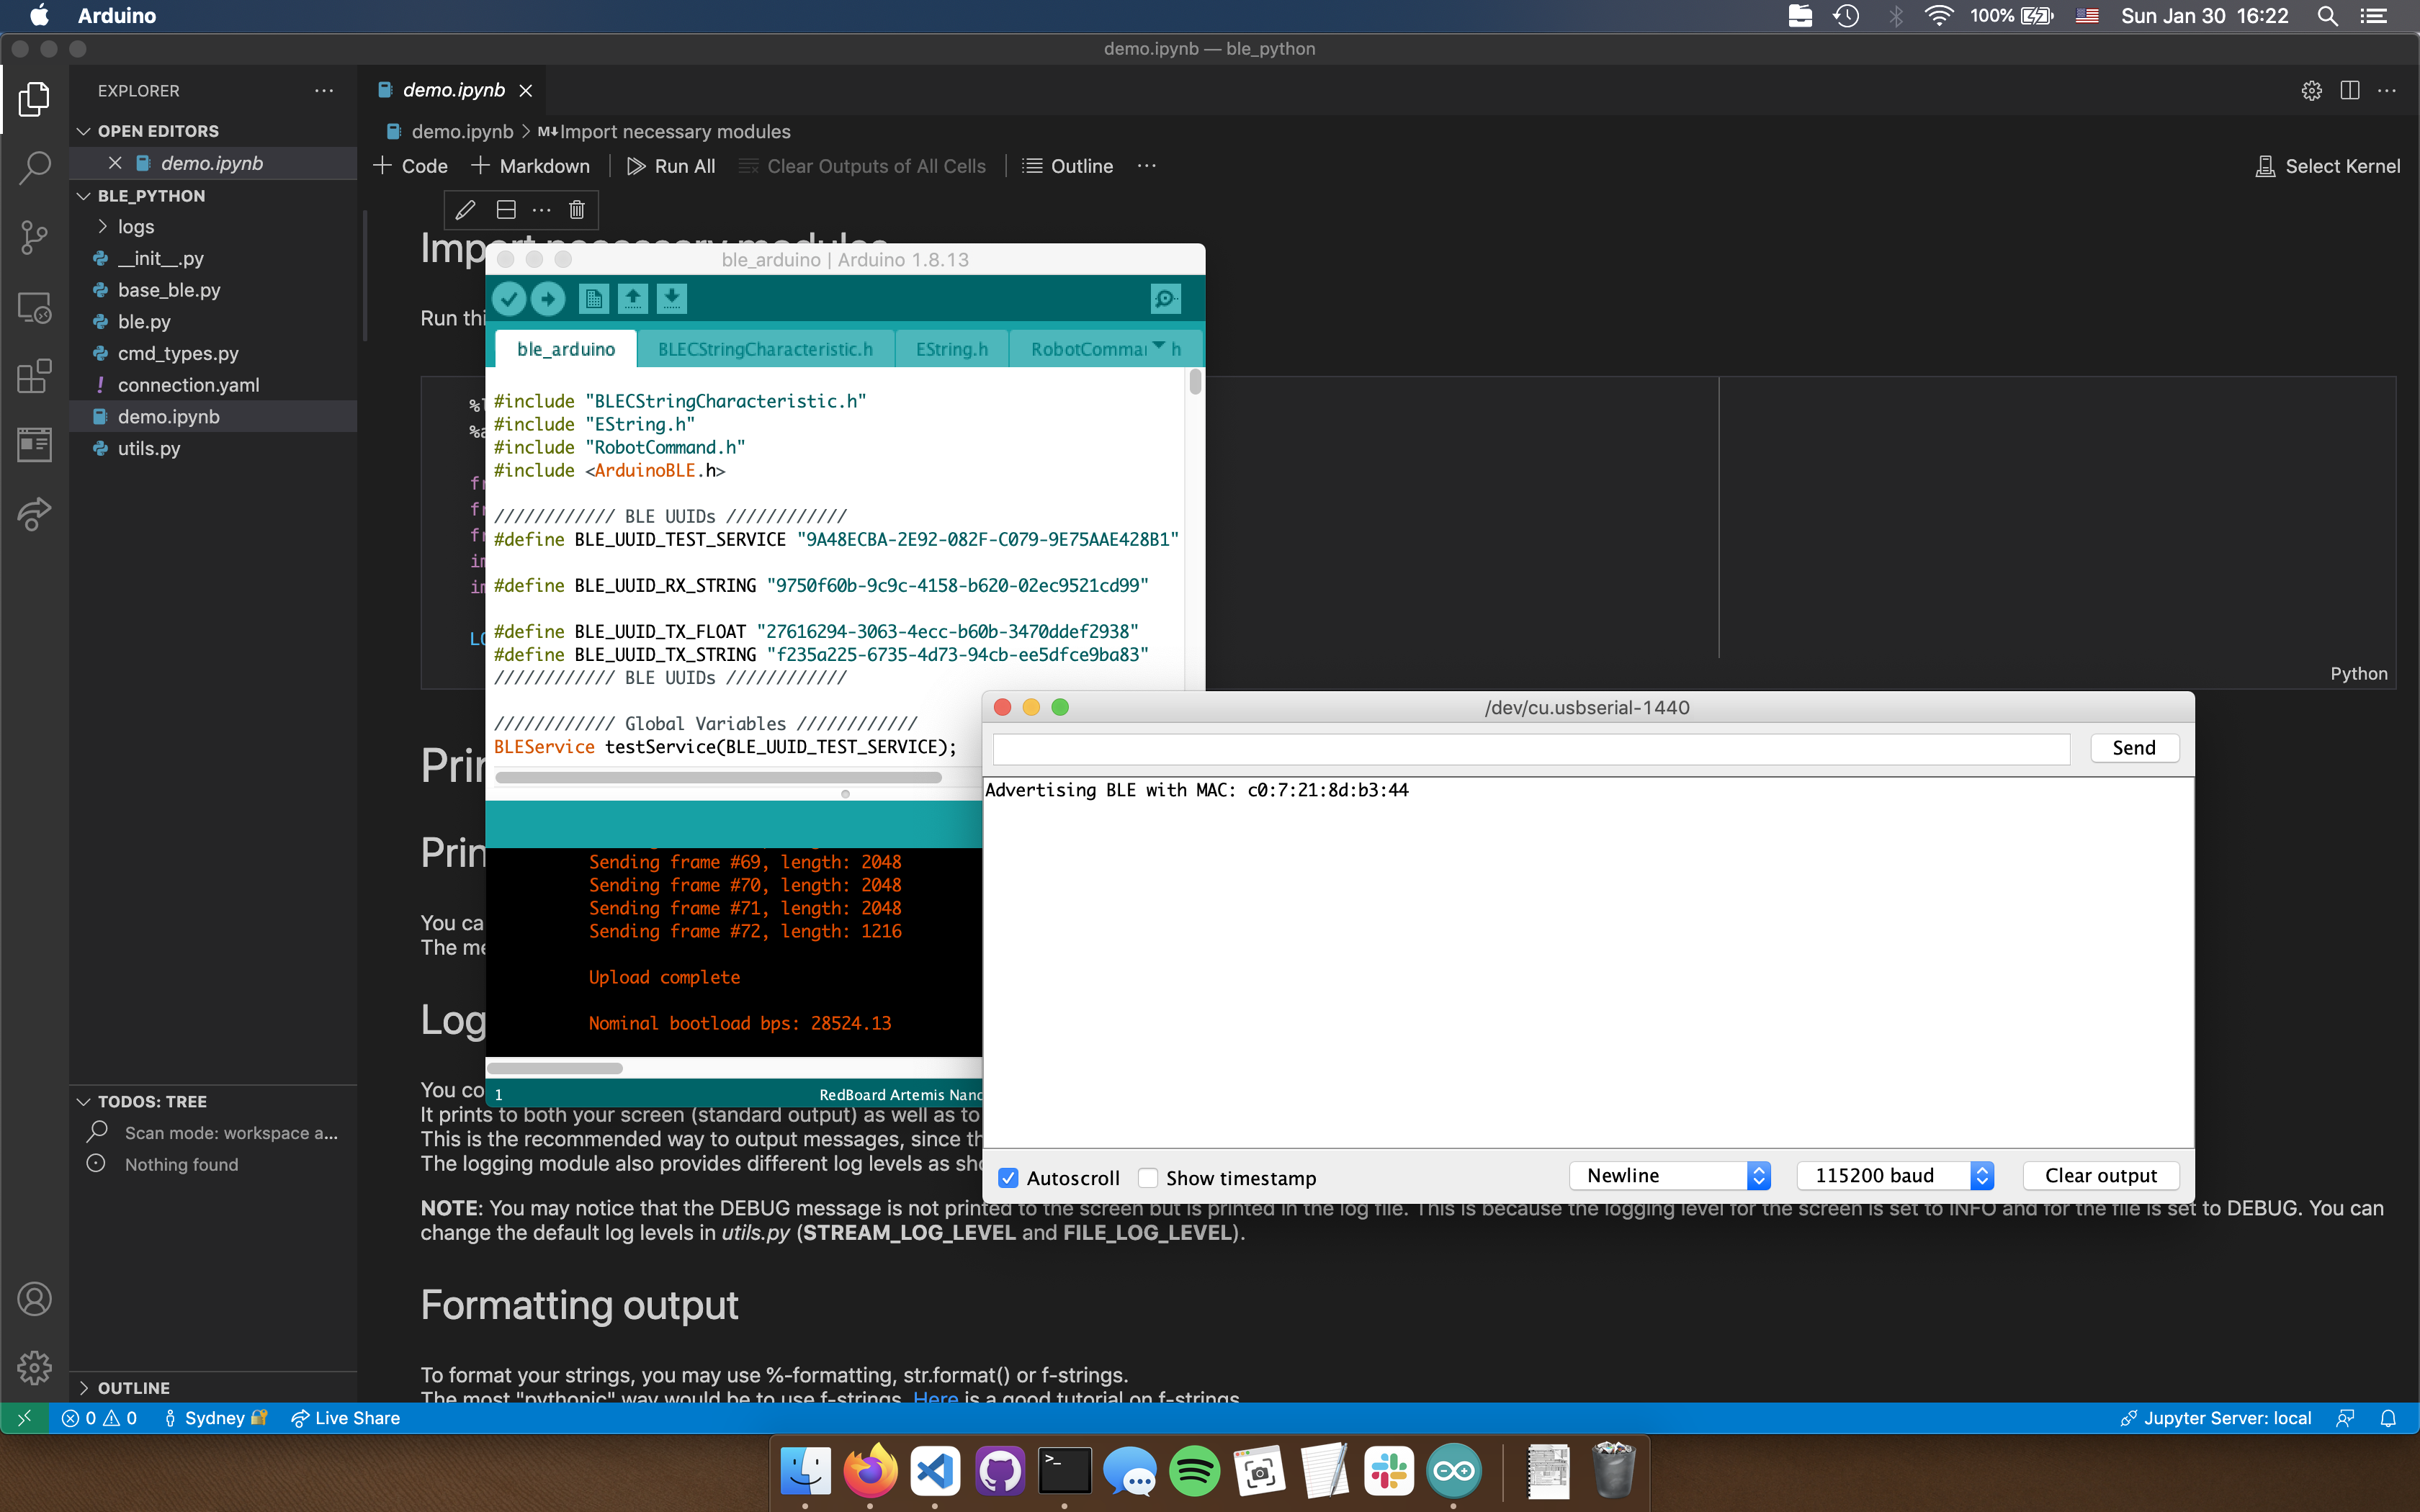 Arduino
100%
Sun Jan 30 16:22
demo.ipynb — ble_python
EXPLORER
OPEN EDITORS
demo.ipynb
BLE_PYTHON
logs
__init__.py
base_ble.py
ble.py
cmd_types.py
! connection.yaml
demo.ipynb
utils.py
TODOS: TREE
Scan mode: workspace a...
Nothing found
OUTLINE
demo.ipynb
demo.ipynb > M↓Import necessary modules
+ Code + Markdown
Run All
Clear Outputs of All Cells
Outline
Select Kernel
Import necessary modules
Run thi
Python
ble_arduino | Arduino 1.8.13
ble_arduino
BLECStringCharacteristic.h
EString.h
RobotCommand.h
#include "BLECStringCharacteristic.h"
#include "EString.h"
#include "RobotCommand.h"
#include <ArduinoBLE.h>
//////////// BLE UUIDs ////////////
#define BLE_UUID_TEST_SERVICE "9A48ECBA-2E92-082F-C079-9E75AAE428B1"
#define BLE_UUID_RX_STRING "9750f60b-9c9c-4158-b620-02ec9521cd99"
#define BLE_UUID_TX_FLOAT "27616294-3063-4ecc-b60b-3470ddef2938"
#define BLE_UUID_TX_STRING "f235a225-6735-4d73-94cb-ee5dfce9ba83"
//////////// BLE UUIDs ////////////
//////////// Global Variables ////////////
BLEService testService(BLE_UUID_TEST_SERVICE);
Sending frame #69, length: 2048
Sending frame #70, length: 2048
Sending frame #71, length: 2048
Sending frame #72, length: 1216
Upload complete
Nominal bootload bps: 28524.13
1
RedBoard Artemis Nano
/dev/cu.usbserial-1440
Send
Advertising BLE with MAC: c0:7:21:8d:b3:44
Autoscroll
Show timestamp
Newline
115200 baud
Clear output
Prin
Prin
You ca
The me
Log
You co
It prints to both your screen (standard output) as well as to
This is the recommended way to output messages, since th
The logging module also provides different log levels as sho
NOTE: You may notice that the DEBUG message is not printed to the screen but is printed in the log file. This is because the logging level for the screen is set to INFO and for the file is set to DEBUG. You can
change the default log levels in utils.py (STREAM_LOG_LEVEL and FILE_LOG_LEVEL).
Formatting output
To format your strings, you may use %-formatting, str.format() or f-strings.
The most "pythonic" way would be to use f-strings. Here is a good tutorial on f-strings.
0
0
Sydney
Live Share
Jupyter Server: local